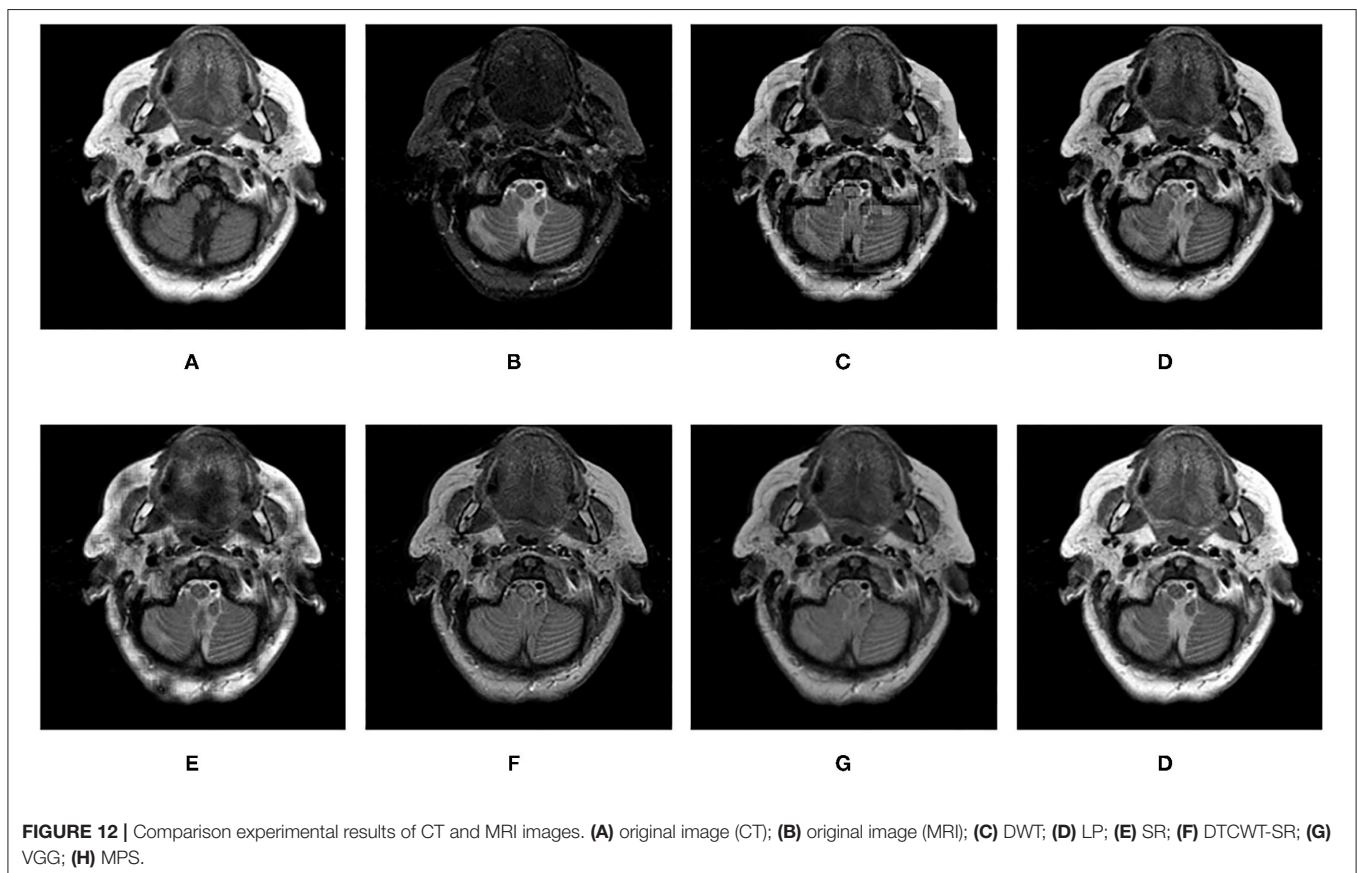 A
B
C
D
E
F
G
D
FIGURE 12 | Comparison experimental results of CT and MRI images. (A) original image (CT); (B) original image (MRI); (C) DWT; (D) LP; (E) SR; (F) DTCWT-SR; (G)
VGG; (H) MPS.